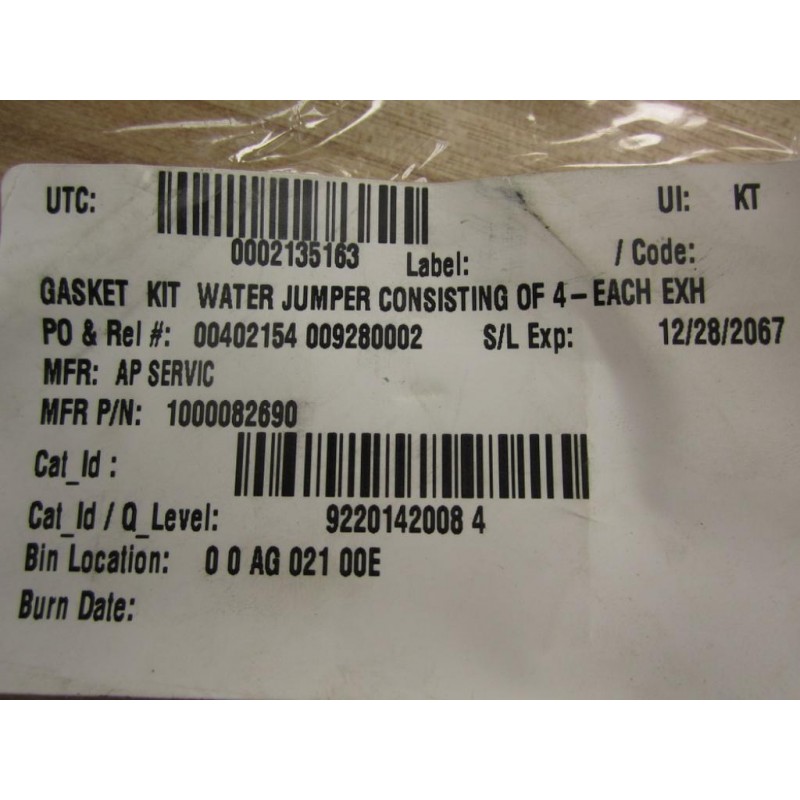 UTC: UI: KT
0002135163 Label: / Code:
GASKET KIT WATER JUMPER CONSISTING OF 4-EACH EXH
PO & Rel #: 00402154 009280002 S/L Exp: 12/28/2067
MFR: AP SERVIC
MFR P/N: 1000082690
Cat_Id :
Cat_Id / Q_Level: 9220142008 4
Bin Location: 0 0 AG 021 00E
Burn Date: